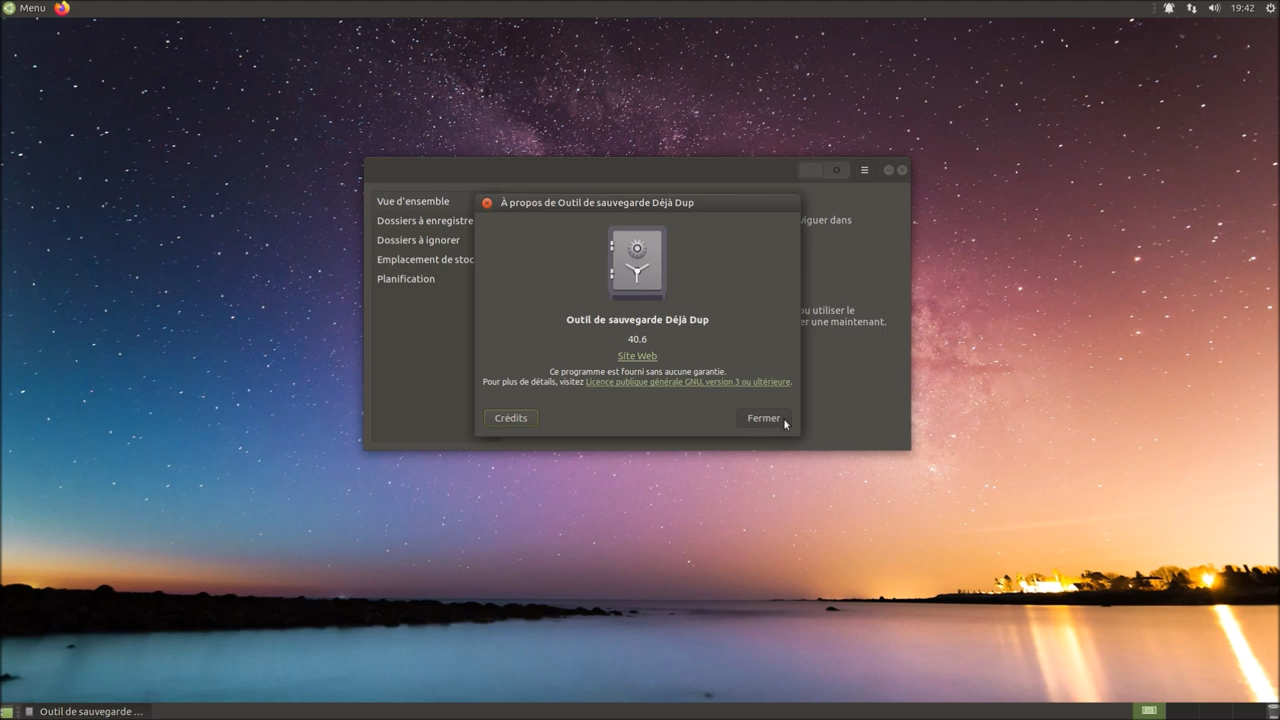 Menu
19:42
Vue d'ensemble
Dossiers à enregistre
Dossiers à ignorer
Emplacement de stoc
Planification
À propos de Outil de sauvegarde Déjà Dup
Outil de sauvegarde Déjà Dup
40.6
Site Web
Ce programme est fourni sans aucune garantie.
Pour plus de détails, visitez Licence publique générale GNU, version 3 ou ultérieure.
Crédits
Fermer
viguer dans
ou utiliser le
er une maintenant.
Outil de sauvegarde ...